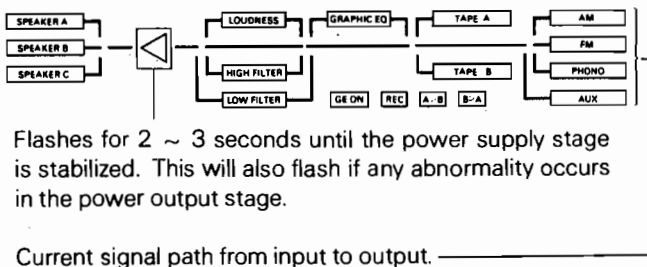 SPEAKER A LOUDNESS GRAPHIC EQ TAPE A AM
SPEAKER B FM
SPEAKER C HIGH FILTER TAPE B PHONO
LOW FILTER GE ON REC A►B B►A AUX
Flashes for 2 ~ 3 seconds until the power supply stage
is stabilized. This will also flash if any abnormality occurs
in the power output stage.
Current signal path from input to output.